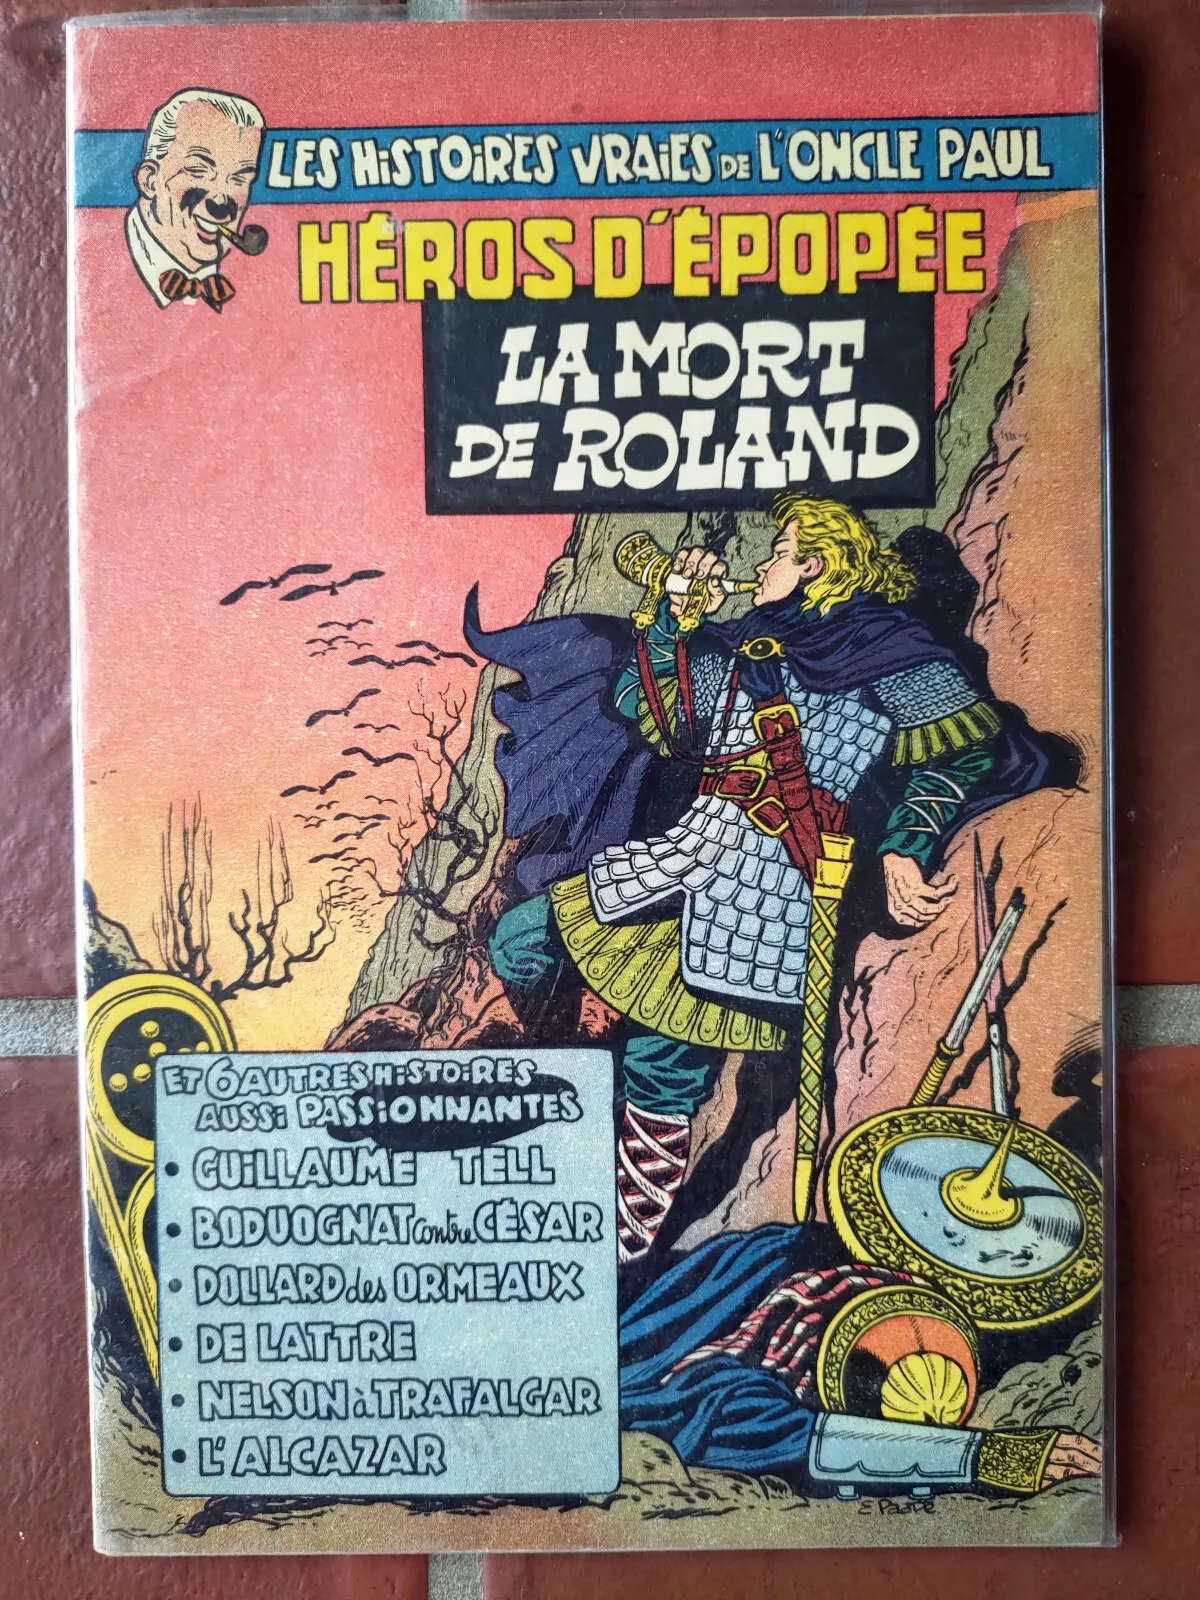 LES HISTOIRES VRAIES DE L'ONCLE PAUL
HÉROS D'ÉPOPÉE
LA MORT
DE ROLAND
ET 6 AUTRES HISTOIRES
AUSSI PASSIONNANTES
• GUILLAUME TELL
• BODUOGNAT contre CÉSAR
• DOLLARD des ORMEAUX
• DE LATTRE
• NELSON à TRAFALGAR
• L'ALCAZAR
E Paape.